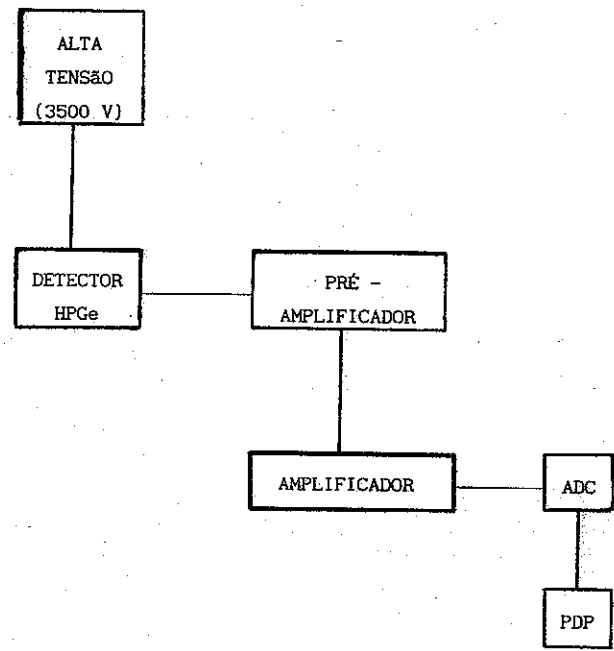 ALTA
TENSãO
(3500 V)
DETECTOR
HPGe
PRÉ -
AMPLIFICADOR
AMPLIFICADOR
ADC
PDP